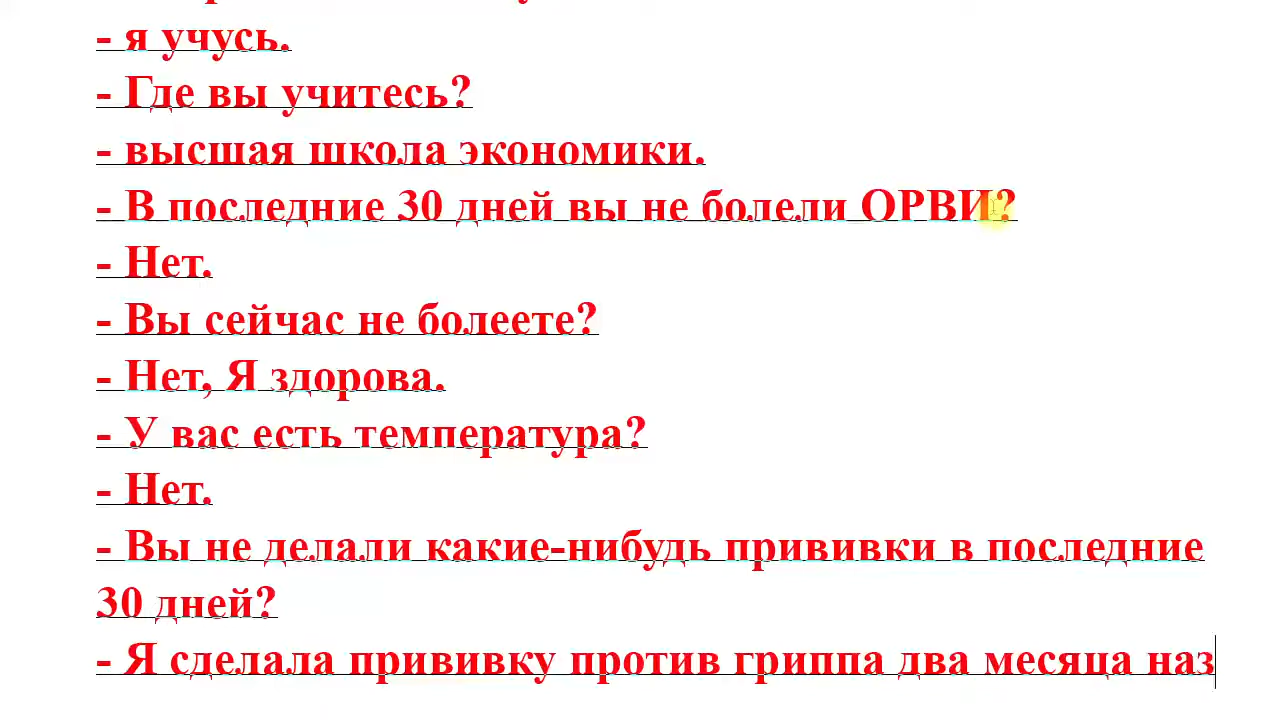 - я учусь.
- Где вы учитесь?
- высшая школа экономики.
- В последние 30 дней вы не болели ОРВИ?
- Нет.
- Вы сейчас не болеете?
- Нет, Я здорова.
- У вас есть температура?
- Нет.
- Вы не делали какие-нибудь прививки в последние
30 дней?
- Я сделала прививку против гриппа два месяца наз